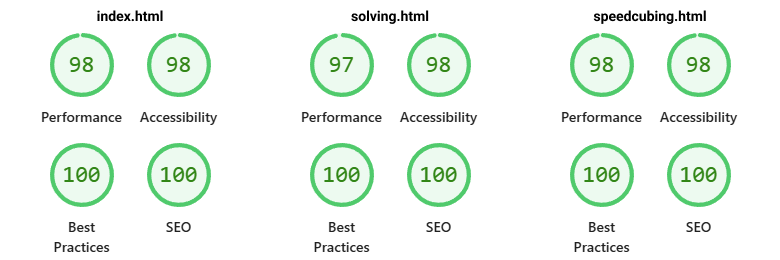 index.html
solving.html
speedcubing.html
98
98
97
98
98
98
Performance
Accessibility
Performance
Accessibility
Performance
Accessibility
100
100
100
100
100
100
Best
Practices
SEO
Best
Practices
SEO
Best
Practices
SEO